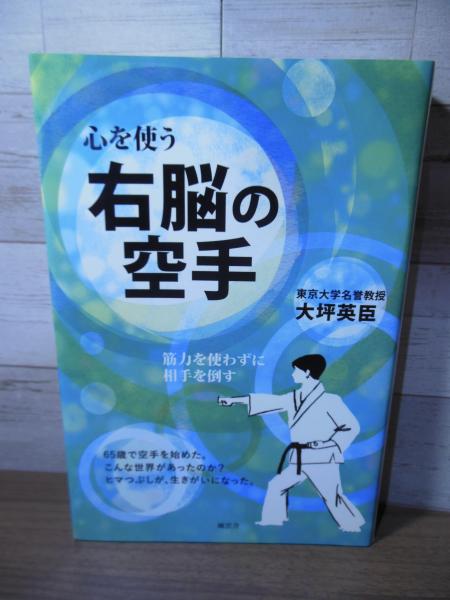 心を使う
右脳の
空手
東京大学名誉教授
大坪英臣
筋力を使わずに
相手を倒す
65歳で空手を始めた。
こんな世界があったのか?
ヒマつぶしが、生きがいになった。